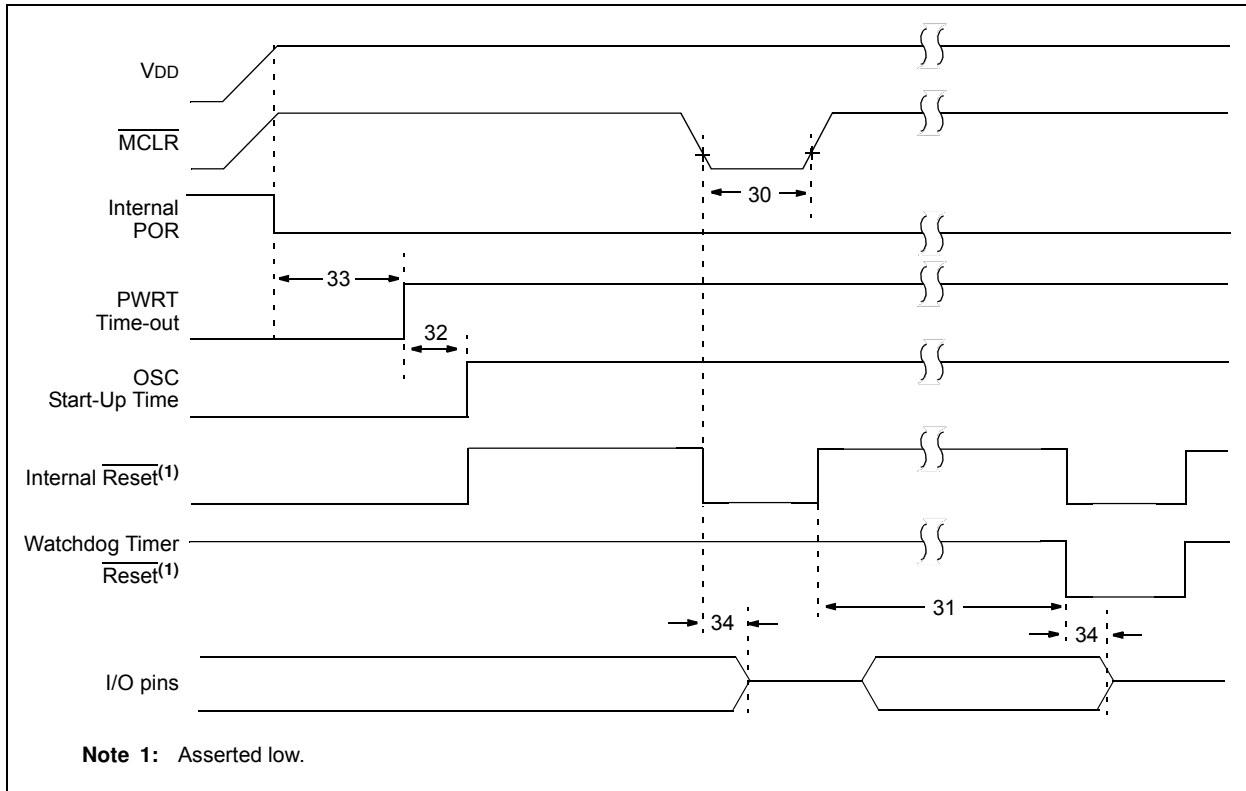 VDD
MCLR
30
Internal
POR
33
PWRT
Time-out
32
OSC
Start-Up Time
Internal Reset(1)
Watchdog Timer
Reset(1)
31
34
34
I/O pins
Note 1: Asserted low.